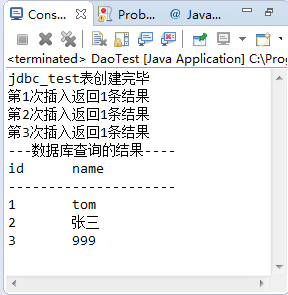 Cons... Prob... @ Java...
<terminated> DaoTest [Java Application] C:\Prog
jdbc_test表创建完毕
第1次插入返回1条结果
第2次插入返回1条结果
第3次插入返回1条结果
---数据库查询的结果----
id name
--------------------
1 tom
2 张三
3 999